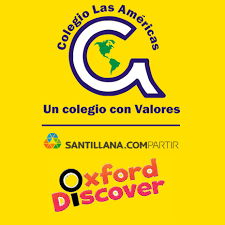 Colegio Las Américas
Un colegio con Valores
SANTILLANA.COMPARTIR
Oxford
Discover